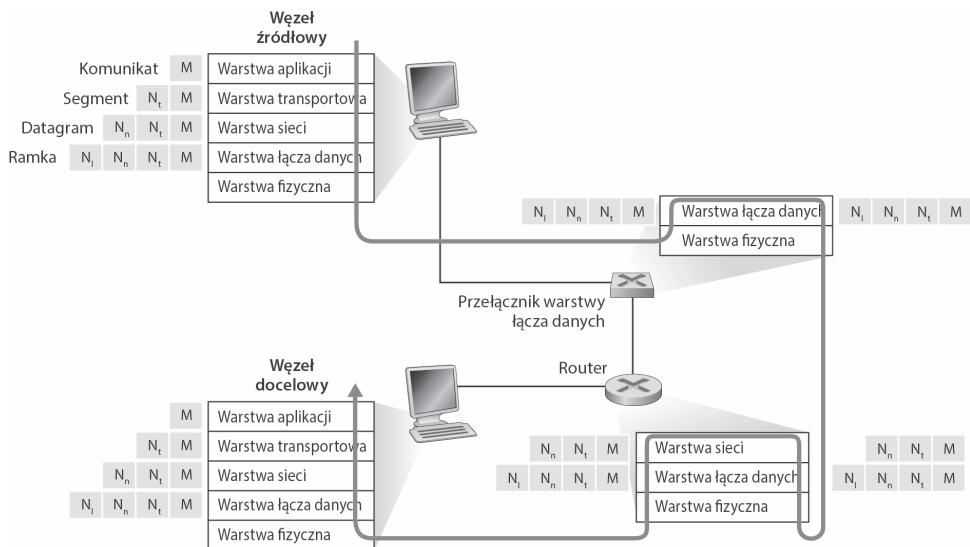 Węzeł
źródłowy
Komunikat M Warstwa aplikacji
Segment Nt M Warstwa transportowa
Datagram Nn Nt M Warstwa sieci
Ramka Nl Nn Nt M Warstwa łącza danych
Warstwa fizyczna
Nl Nn Nt M Warstwa łącza danych Nl Nn Nt M
Warstwa fizyczna
Przełącznik warstwy
łącza danych
Router
Węzeł
docelowy
M Warstwa aplikacji
Nt M Warstwa transportowa
Nn Nt M Warstwa sieci
Nl Nn Nt M Warstwa łącza danych
Warstwa fizyczna
Nn Nt M Warstwa sieci Nn Nt M
Nl Nn Nt M Warstwa łącza danych Nl Nn Nt M
Warstwa fizyczna